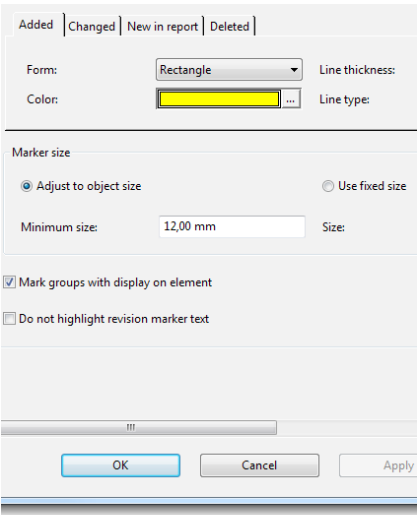 Added Changed New in report Deleted
Form: Rectangle Line thickness:
Color: ... Line type:
Marker size
Adjust to object size Use fixed size
Minimum size: 12,00 mm Size:
Mark groups with display on element
Do not highlight revision marker text
OK Cancel Apply